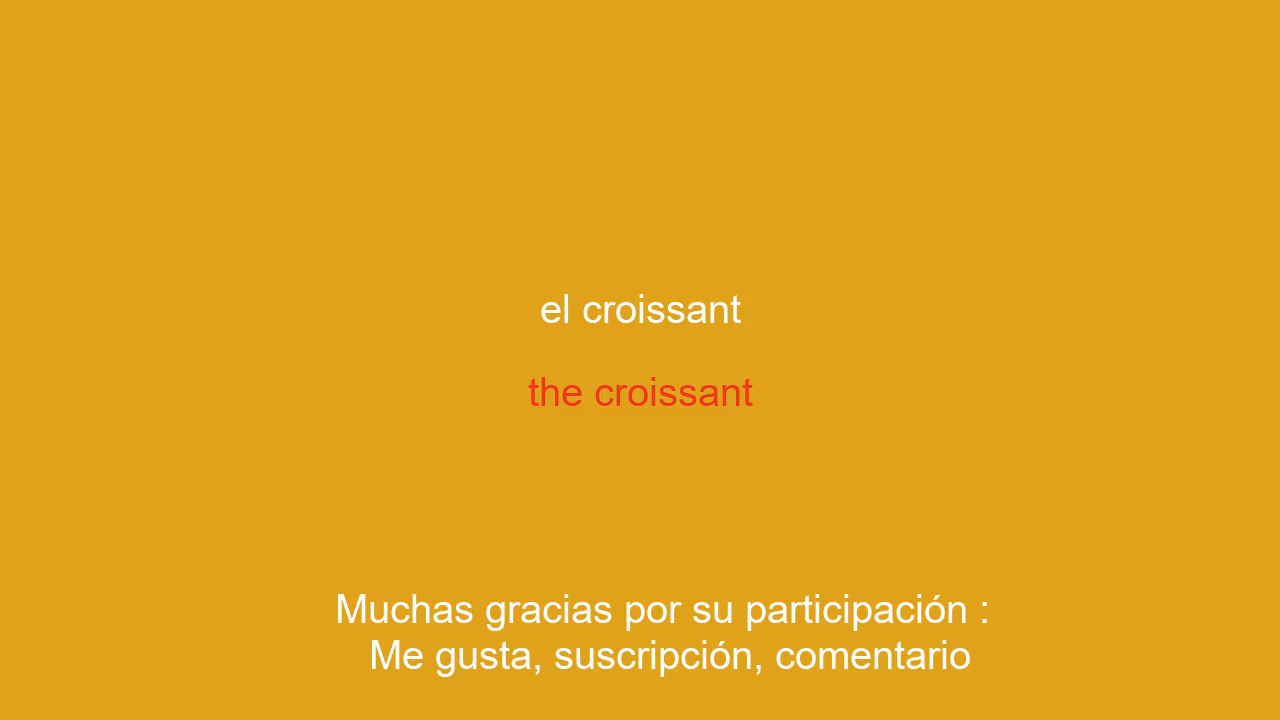 el croissant
the croissant
Muchas gracias por su participación :
Me gusta, suscripción, comentario